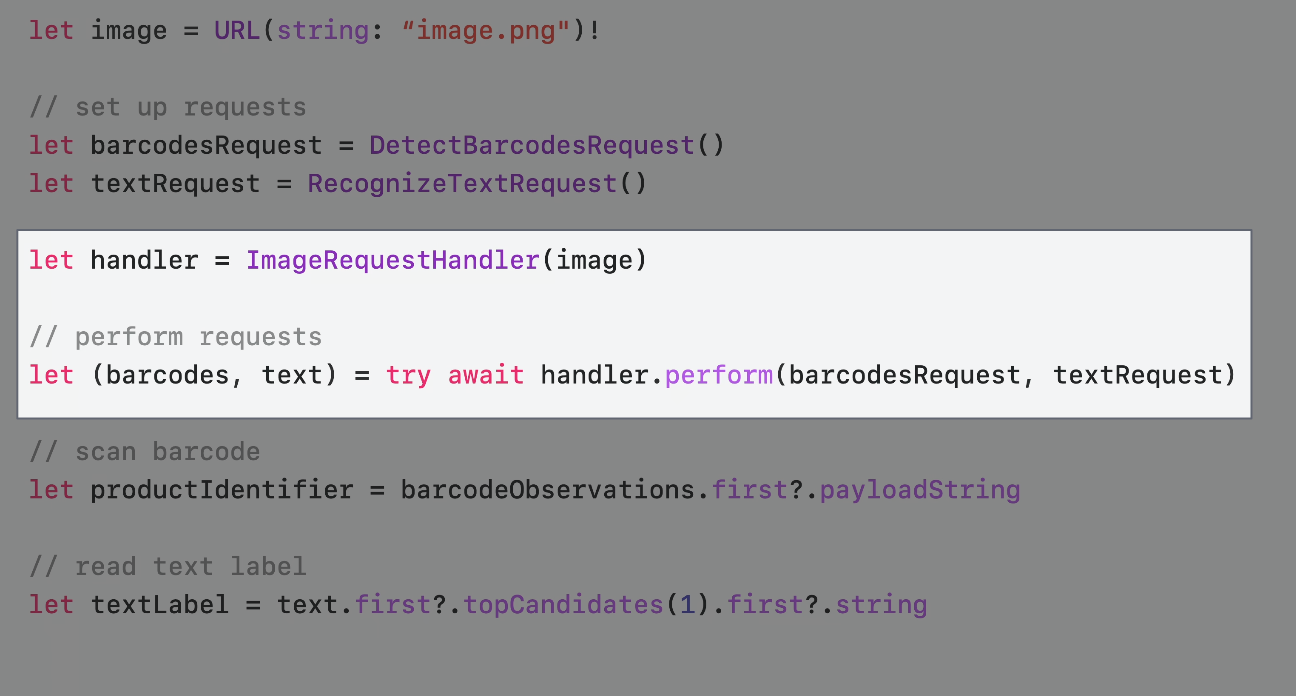 let image = URL(string: “image.png")!
// set up requests
let barcodesRequest = DetectBarcodesRequest()
let textRequest = RecognizeTextRequest()
let handler = ImageRequestHandler(image)
// perform requests
let (barcodes, text) = try await handler.perform(barcodesRequest, textRequest)
// scan barcode
let productIdentifier = barcodeObservations.first?.payloadString
// read text label
let textLabel = text.first?.topCandidates(1).first?.string